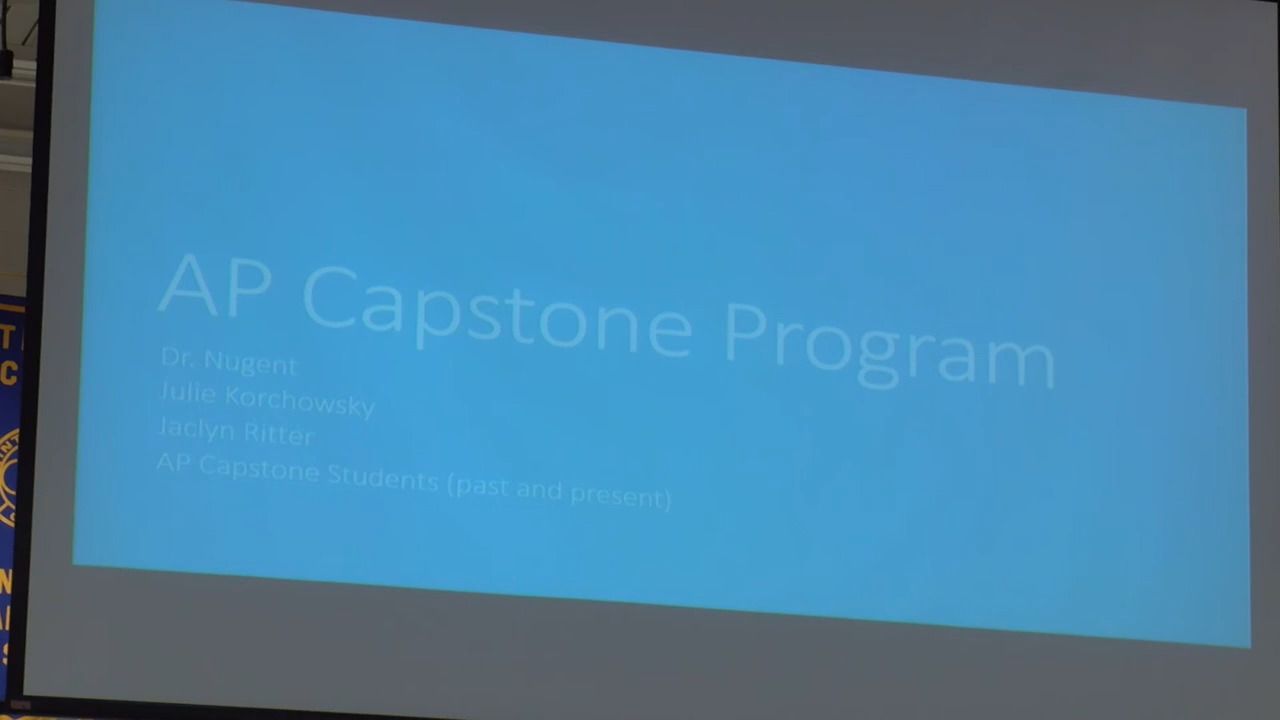 AP Capstone Program
Dr. Nugent
Julie Korchowsky
Jaclyn Ritter
AP Capstone Students (past and present)